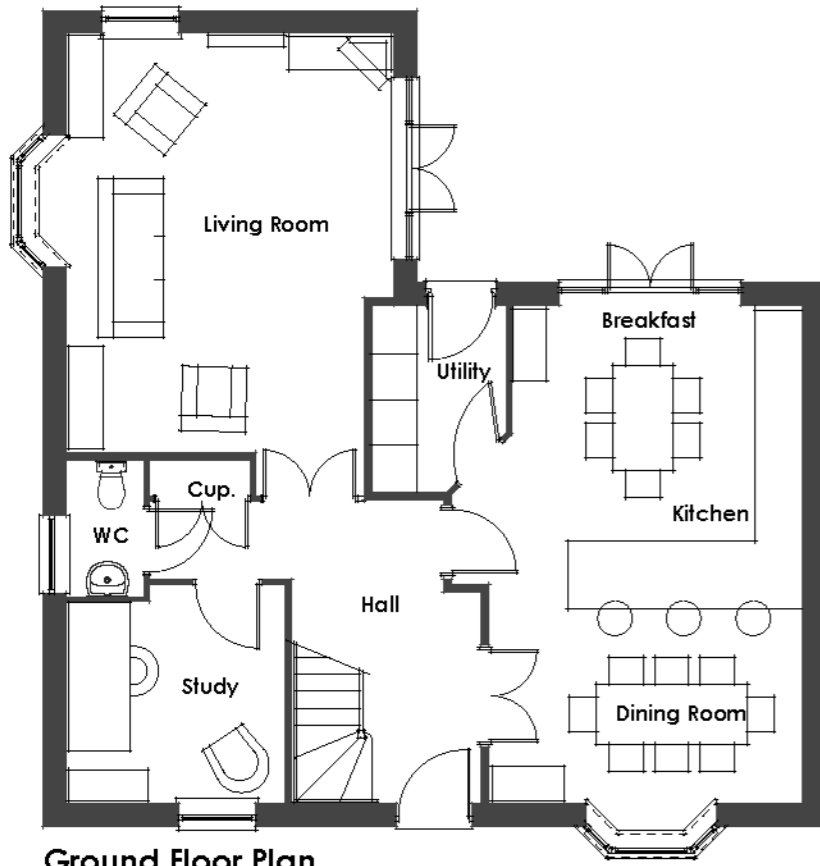 Living Room
Breakfast
Utility
Cup.
Kitchen
WC
Hall
Study
Dining Room
Ground Floor Plan